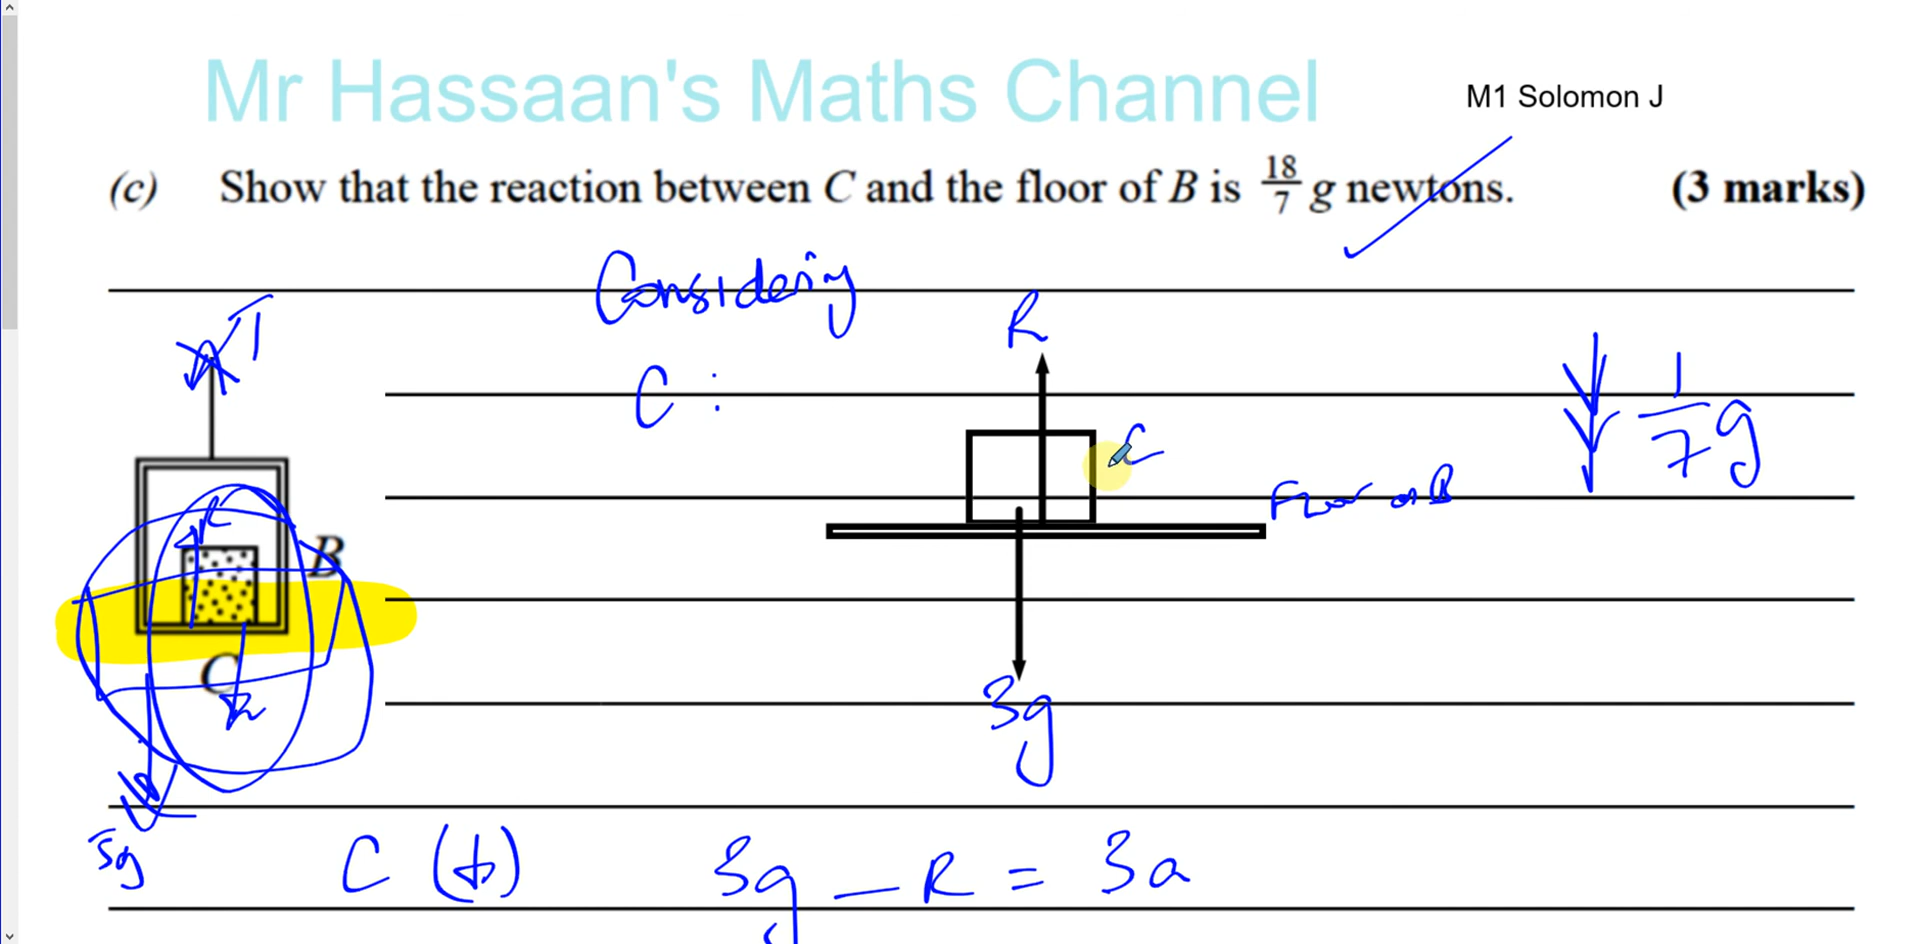 Mr Hassaan's Maths Channel
M1 Solomon J
(c) Show that the reaction between C and the floor of B is 18/7 g newtons. (3 marks)
Considering
C :
T
R
C
1/7 g
Floor of B
R
B
C
R
3g
5g
C (↓) 3g - R = 3a